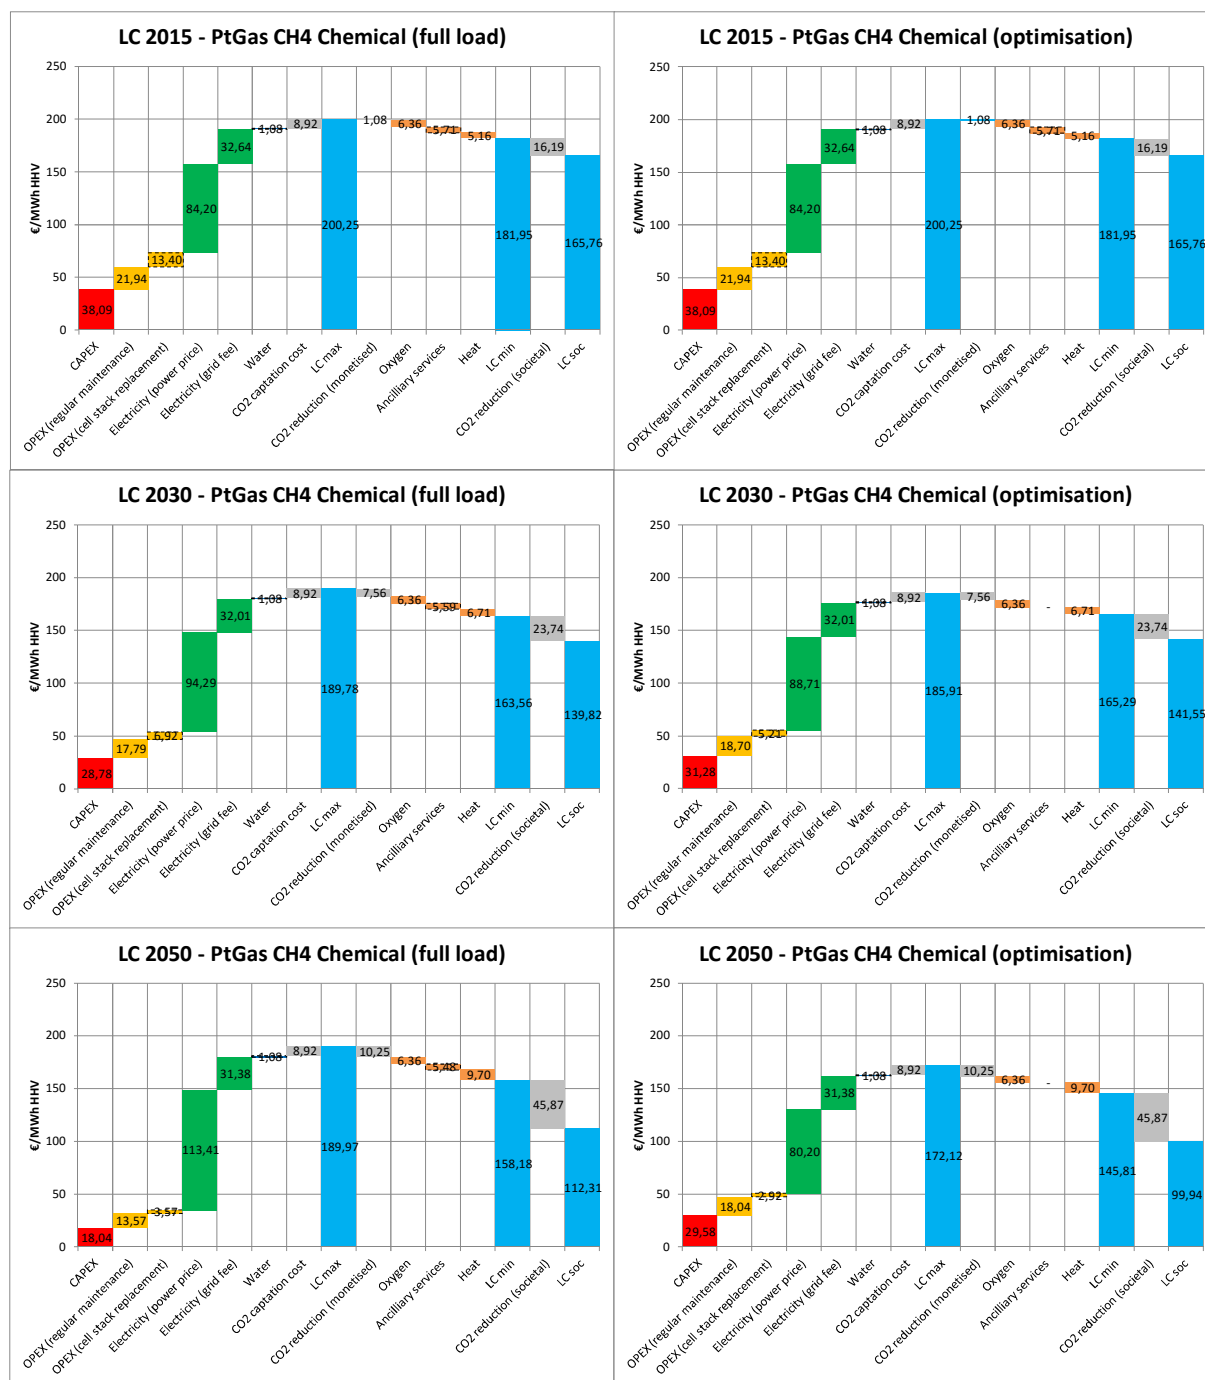 LC 2015 - PtGas CH4 Chemical (full load)
€/MWh HHV
250
200
150
100
50
0
38,09
21,94
13,40
84,20
32,64
1,08
8,92
200,25
1,08
6,36
5,71
5,16
181,95
16,19
165,76
CAPEX
OPEX (regular maintenance)
OPEX (cell stack replacement)
Electricity (power price)
Electricity (grid fee)
Water
CO2 captation cost
LC max
CO2 reduction (monetised)
Oxygen
Ancilliary services
Heat
LC min
CO2 reduction (societal)
LC soc
LC 2015 - PtGas CH4 Chemical (optimisation)
€/MWh HHV
250
200
150
100
50
0
38,09
21,94
13,40
84,20
32,64
1,08
8,92
200,25
1,08
6,36
5,71
5,16
181,95
16,19
165,76
CAPEX
OPEX (regular maintenance)
OPEX (cell stack replacement)
Electricity (power price)
Electricity (grid fee)
Water
CO2 captation cost
LC max
CO2 reduction (monetised)
Oxygen
Ancilliary services
Heat
LC min
CO2 reduction (societal)
LC soc
LC 2030 - PtGas CH4 Chemical (full load)
€/MWh HHV
250
200
150
100
50
0
28,78
17,79
6,92
94,29
32,01
1,08
8,92
189,78
7,56
6,36
5,59
6,71
163,56
23,74
139,82
CAPEX
OPEX (regular maintenance)
OPEX (cell stack replacement)
Electricity (power price)
Electricity (grid fee)
Water
CO2 captation cost
LC max
CO2 reduction (monetised)
Oxygen
Ancilliary services
Heat
LC min
CO2 reduction (societal)
LC soc
LC 2030 - PtGas CH4 Chemical (optimisation)
€/MWh HHV
250
200
150
100
50
0
31,28
18,70
5,21
88,71
32,01
1,08
8,92
185,91
7,56
6,36
-
6,71
165,29
23,74
141,55
CAPEX
OPEX (regular maintenance)
OPEX (cell stack replacement)
Electricity (power price)
Electricity (grid fee)
Water
CO2 captation cost
LC max
CO2 reduction (monetised)
Oxygen
Ancilliary services
Heat
LC min
CO2 reduction (societal)
LC soc
LC 2050 - PtGas CH4 Chemical (full load)
€/MWh HHV
250
200
150
100
50
0
18,04
13,57
3,57
113,41
31,38
1,08
8,92
189,97
10,25
6,36
5,48
9,70
158,18
45,87
112,31
CAPEX
OPEX (regular maintenance)
OPEX (cell stack replacement)
Electricity (power price)
Electricity (grid fee)
Water
CO2 captation cost
LC max
CO2 reduction (monetised)
Oxygen
Ancilliary services
Heat
LC min
CO2 reduction (societal)
LC soc
LC 2050 - PtGas CH4 Chemical (optimisation)
€/MWh HHV
250
200
150
100
50
0
29,58
18,04
2,92
80,20
31,38
1,08
8,92
172,12
10,25
6,36
-
9,70
145,81
45,87
99,94
CAPEX
OPEX (regular maintenance)
OPEX (cell stack replacement)
Electricity (power price)
Electricity (grid fee)
Water
CO2 captation cost
LC max
CO2 reduction (monetised)
Oxygen
Ancilliary services
Heat
LC min
CO2 reduction (societal)
LC soc